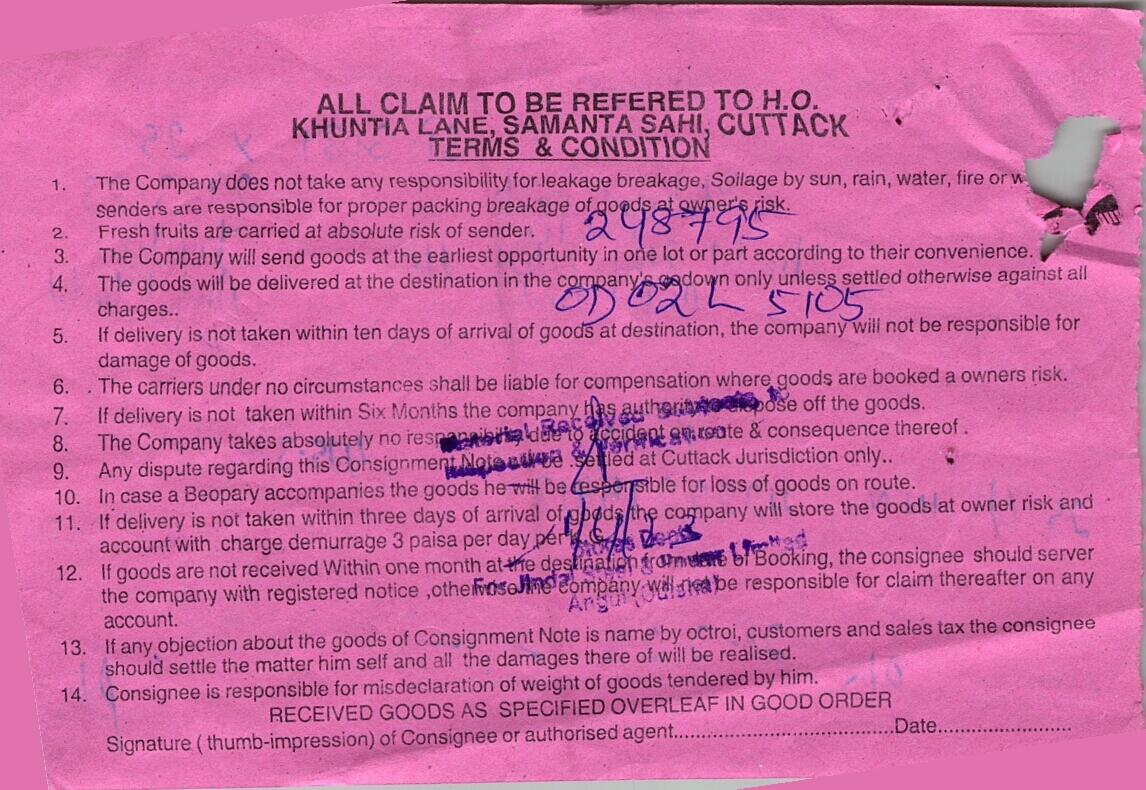 ALL CLAIM TO BE REFERED TO H.O.
KHUNTIA LANE, SAMANTA SAHI, CUTTACK
TERMS & CONDITION
1. The Company does not take any responsibility for leakage breakage, Soilage by sun, rain, water, fire or
senders are responsible for proper packing breakage of goods at owner's risk.
2. Fresh fruits are carried at absolute risk of sender.
248795
3. The Company will send goods at the earliest opportunity in one lot or part according to their convenience.
4. The goods will be delivered at the destination in the company's godown only unless settled otherwise against all
charges..
OD 02 L 5105
5. If delivery is not taken within ten days of arrival of goods at destination, the company will not be responsible for
damage of goods.
6. . The carriers under no circumstances shall be liable for compensation where goods are booked a owners risk.
7. If delivery is not taken within Six Months the company has authority to dispose off the goods.
Material Received Subjects to
8. The Company takes absolutely no responsibility due to accident on route & consequence thereof .
Inspection & Verification
9. Any dispute regarding this Consignment Note will be settled at Cuttack Jurisdiction only..
10. In case a Beopary accompanies the goods he will be responsible for loss of goods on route.
11. If delivery is not taken within three days of arrival of goods the company will store the goods at owner risk and
account with charge demurrage 3 paisa per day per
Stores Deptt
12. If goods are not received Within one month at the destination from date of Booking, the consignee should server
For Jindal Limited
the company with registered notice ,otherwise the company will not be responsible for claim thereafter on any
Angul (Odisha)
account.
13. If any objection about the goods of Consignment Note is name by octroi, customers and sales tax the consignee
should settle the matter him self and all the damages there of will be realised.
14. Consignee is responsible for misdeclaration of weight of goods tendered by him.
RECEIVED GOODS AS SPECIFIED OVERLEAF IN GOOD ORDER
Signature ( thumb-impression) of Consignee or authorised agent......................................Date.......................